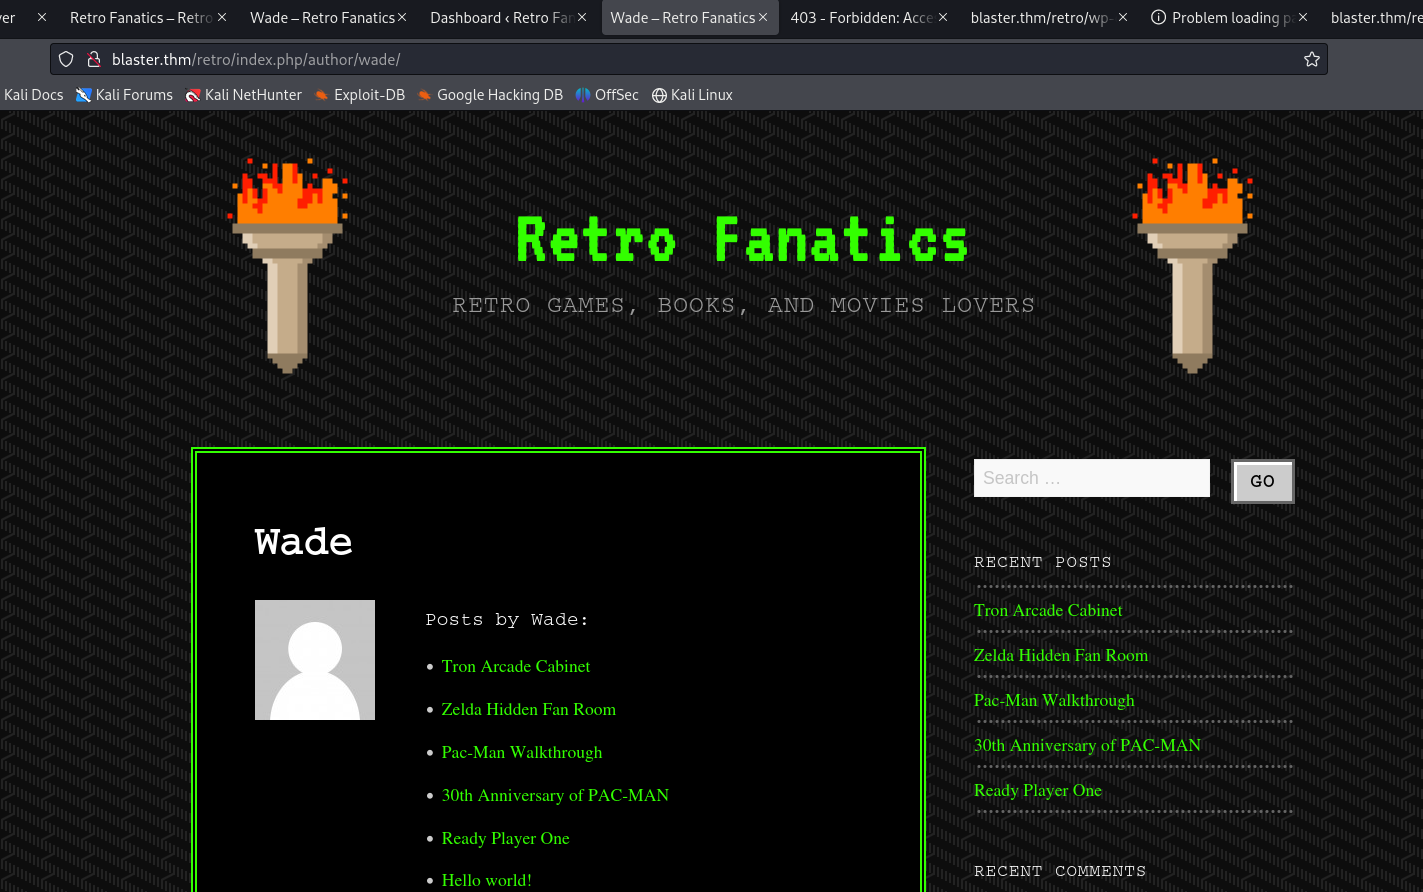 ver Retro Fanatics – Retro Wade – Retro Fanatics Dashboard ‹ Retro Fan Wade – Retro Fanatics 403 - Forbidden: Acce blaster.thm/retro/wp- Problem loading pa blaster.thm/re
blaster.thm/retro/index.php/author/wade/
Kali Docs Kali Forums Kali NetHunter Exploit-DB Google Hacking DB OffSec Kali Linux
Retro Fanatics
RETRO GAMES, BOOKS, AND MOVIES LOVERS
Search …
GO
Wade
Posts by Wade:
Tron Arcade Cabinet
Zelda Hidden Fan Room
Pac-Man Walkthrough
30th Anniversary of PAC-MAN
Ready Player One
Hello world!
RECENT POSTS
Tron Arcade Cabinet
Zelda Hidden Fan Room
Pac-Man Walkthrough
30th Anniversary of PAC-MAN
Ready Player One
RECENT COMMENTS